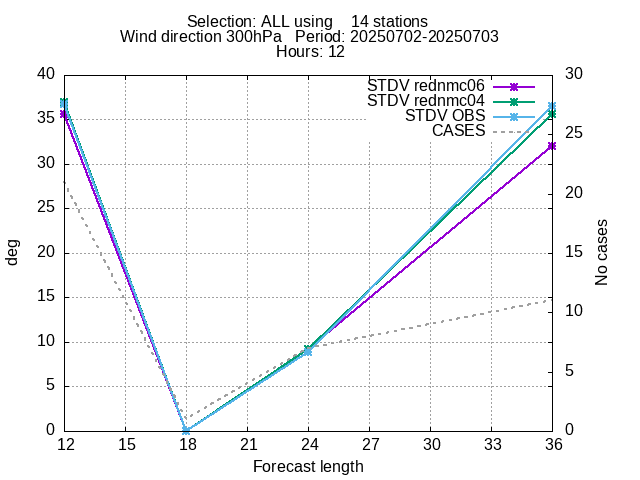 Selection: ALL using    14 stations
Wind direction 300hPa   Period: 20250702-20250703
Hours: 12
40 30
STDV rednmc06
STDV rednmc04
STDV OBS
CASES
35
25
30
20
25
deg
No cases
20
15
15
10
10
5
5
0 0
12 15 18 21 24 27 30 33 36
Forecast length